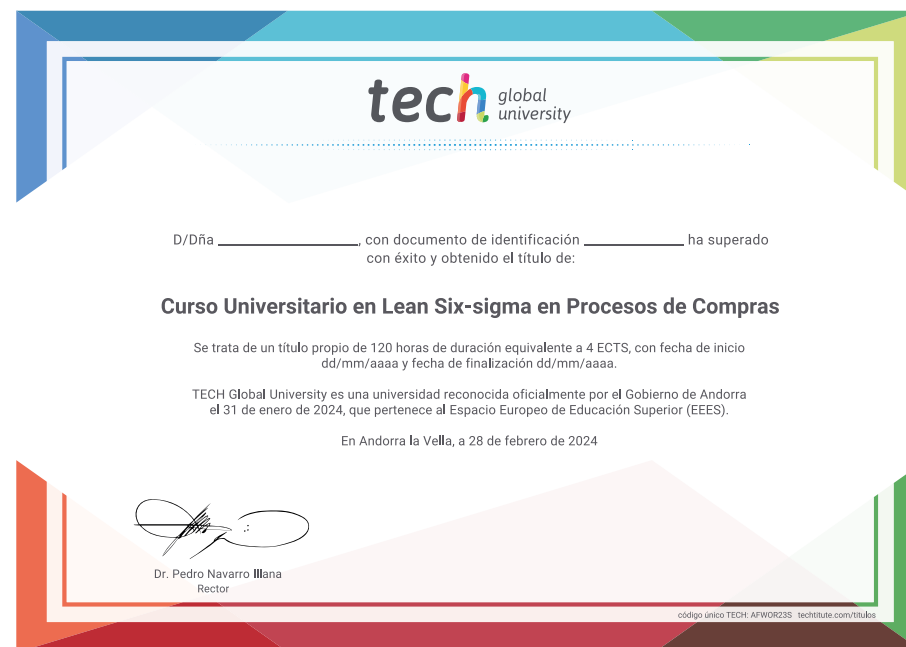 tech global university
D/Dña ____________, con documento de identificación ____________ ha superado
con éxito y obtenido el título de:
Curso Universitario en Lean Six-sigma en Procesos de Compras
Se trata de un título propio de 120 horas de duración equivalente a 4 ECTS, con fecha de inicio
dd/mm/aaaa y fecha de finalización dd/mm/aaaa.
TECH Global University es una universidad reconocida oficialmente por el Gobierno de Andorra
el 31 de enero de 2024, que pertenece al Espacio Europeo de Educación Superior (EEES).
En Andorra la Vella, a 28 de febrero de 2024
Dr. Pedro Navarro Illana
Rector
código único TECH: AFWOR23S techtitute.com/titulos